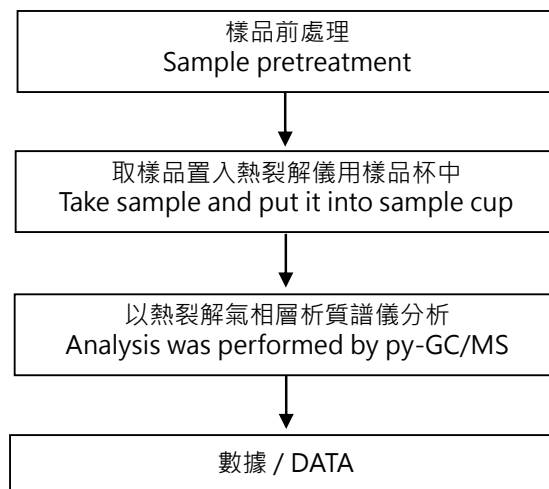 樣品前處理
Sample pretreatment
取樣品置入熱裂解儀用樣品杯中
Take sample and put it into sample cup
以熱裂解氣相層析質譜儀分析
Analysis was performed by py-GC/MS
數據 / DATA